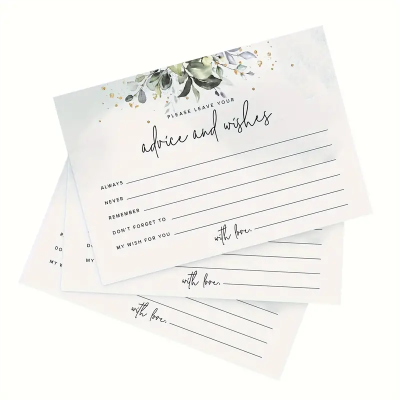 PLEASE LEAVE YOUR
advice and wishes
ALWAYS
NEVER
REMEMBER
DON'T FORGET TO
MY WISH FOR YOU
with love,
with love,
with love,